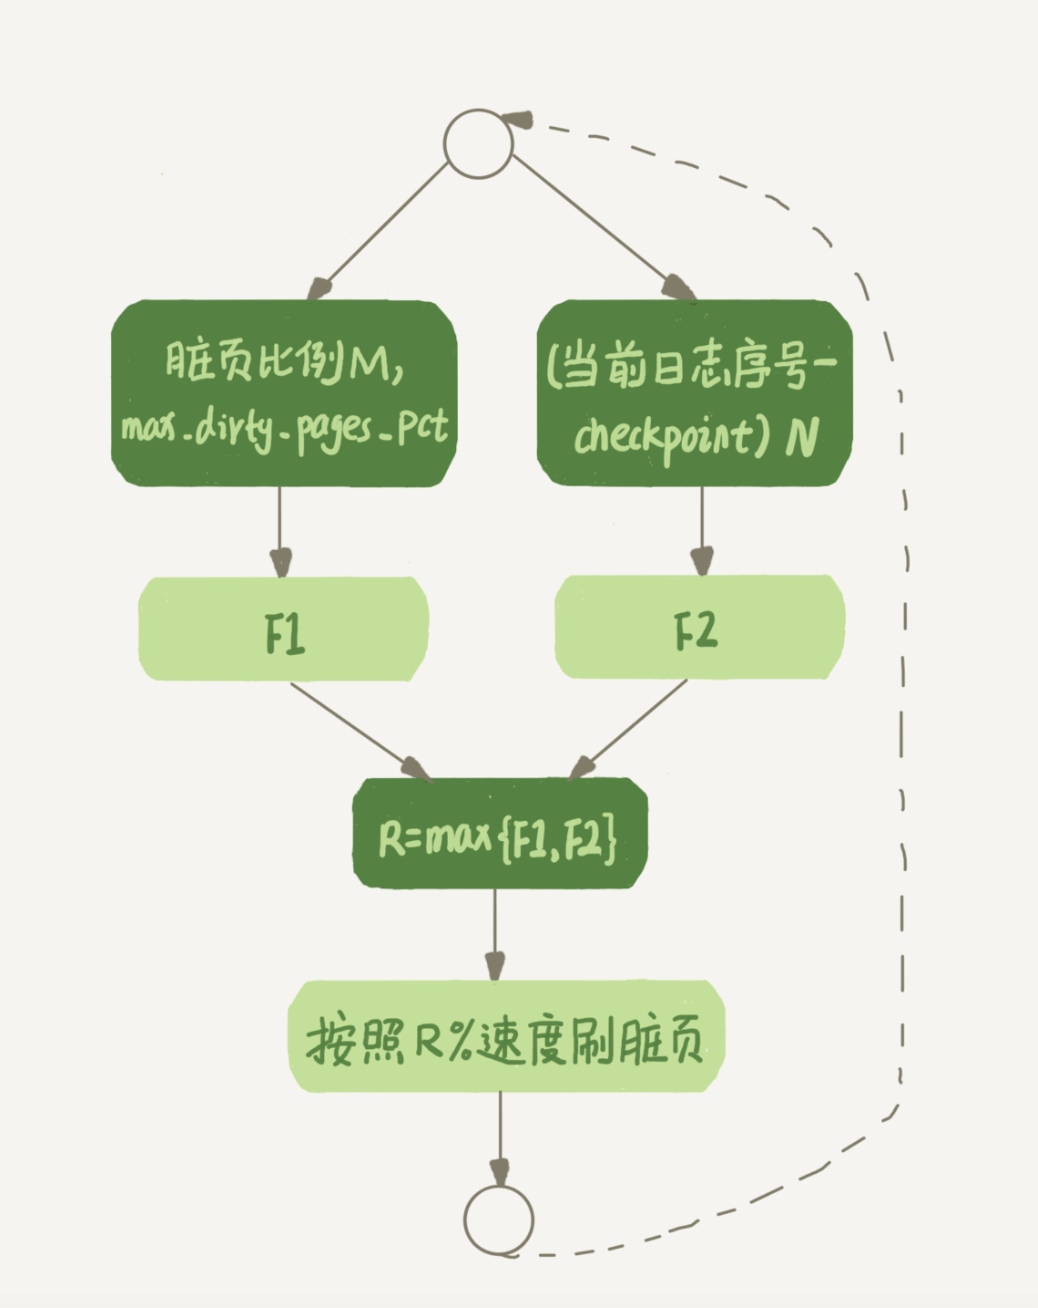 脏页比例M,
max_dirty_pages_pct
(当前日志序号-
checkpoint) N
F1
F2
R=max{F1,F2}
按照R%速度刷脏页